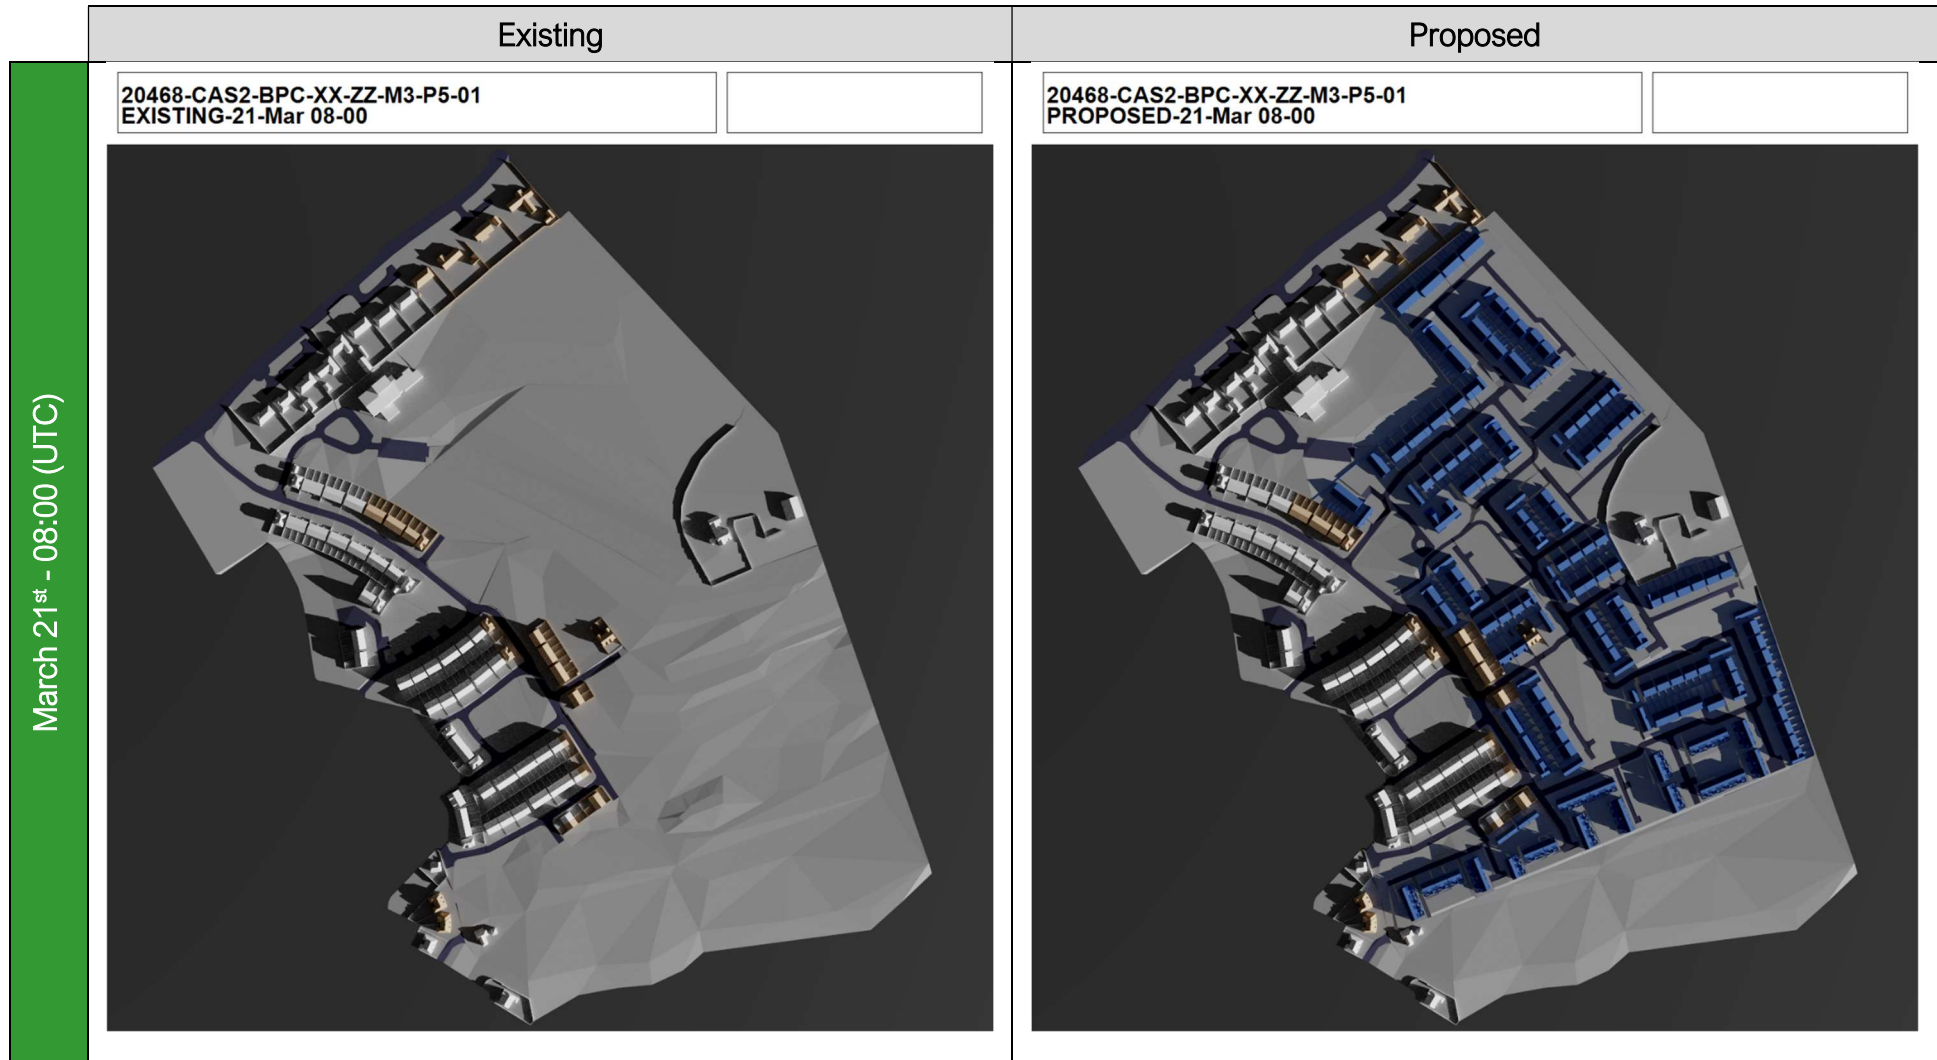 Existing
Proposed
March 21st - 08:00 (UTC)
20468-CAS2-BPC-XX-ZZ-M3-P5-01
EXISTING-21-Mar 08-00
20468-CAS2-BPC-XX-ZZ-M3-P5-01
PROPOSED-21-Mar 08-00